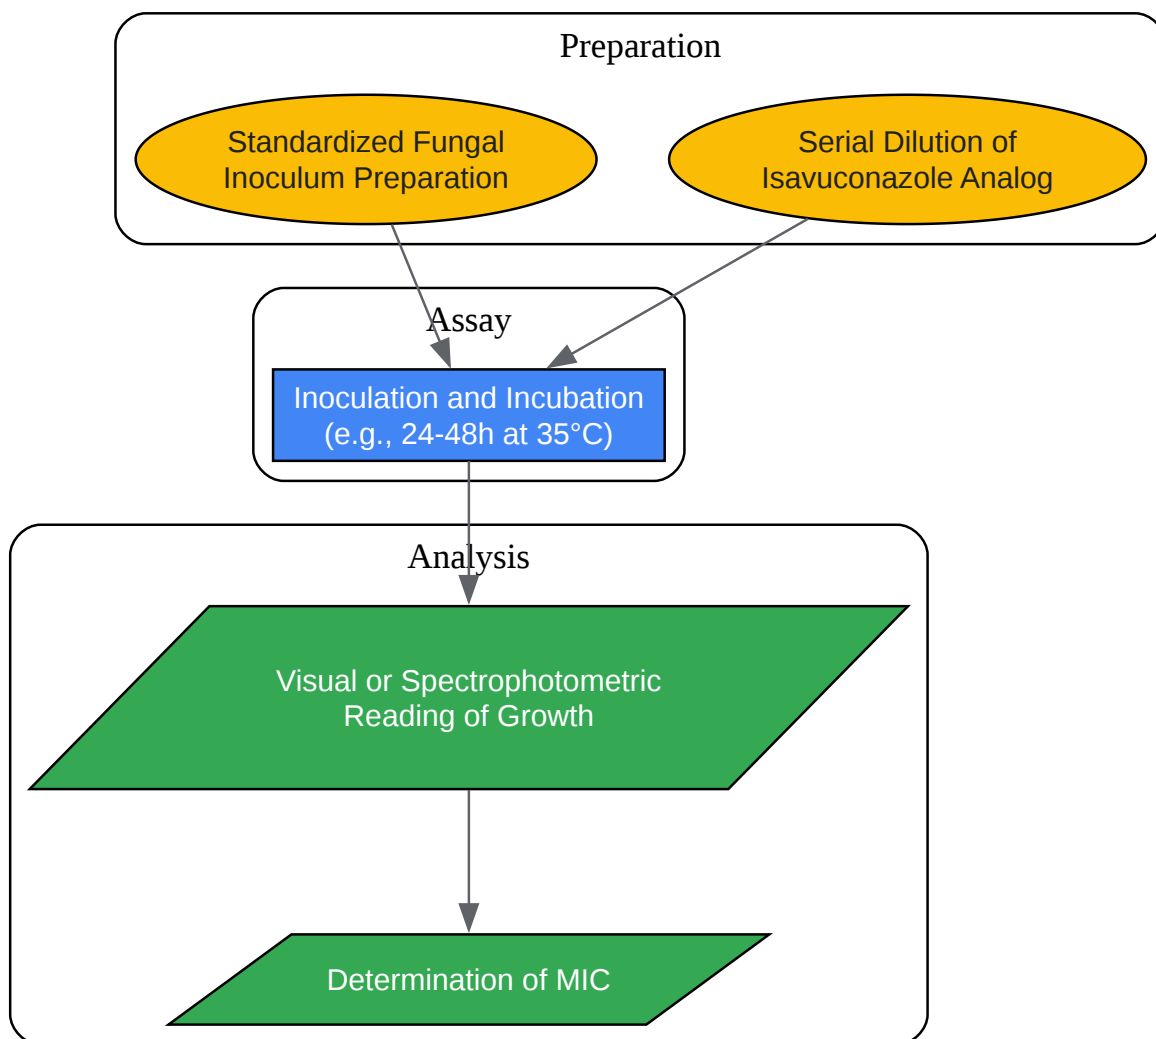 Preparation
Standardized Fungal
Inoculum Preparation
Serial Dilution of
Isavuconazole Analog
Assay
Inoculation and Incubation
(e.g., 24-48h at 35°C)
Analysis
Visual or Spectrophotometric
Reading of Growth
Determination of MIC